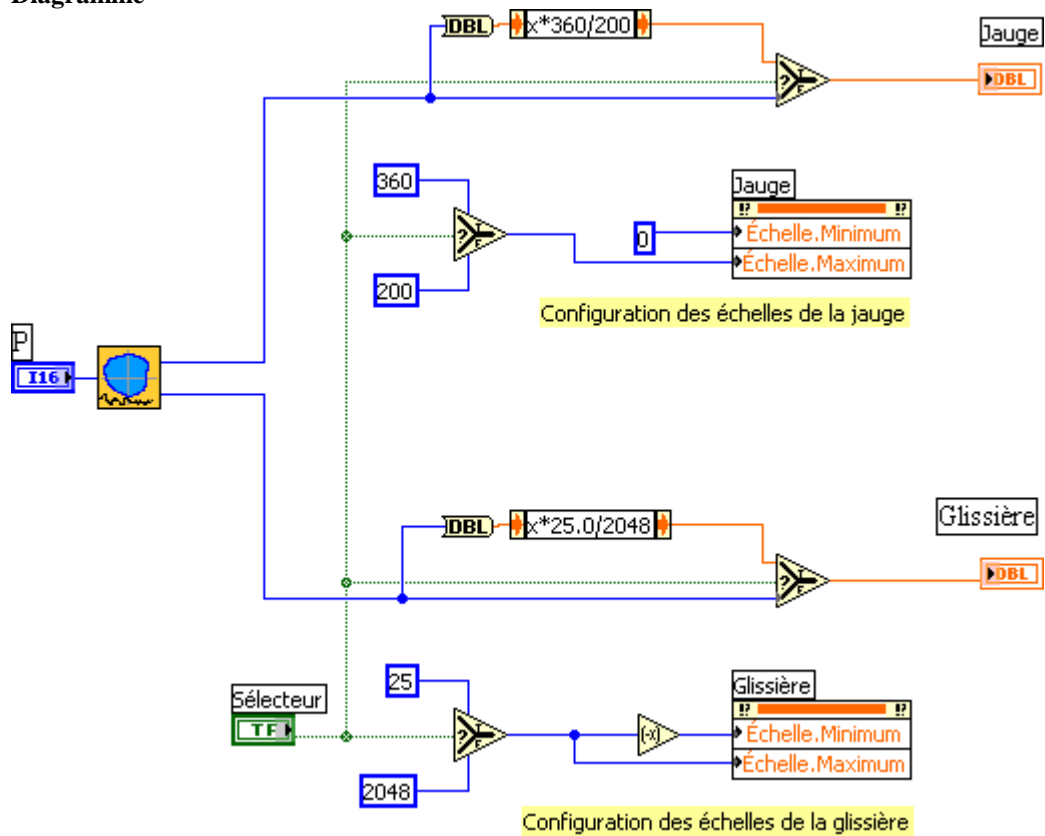 Diagramme
DBL x*360/200
Jauge
? T F
DBL
360
? T F
200
Jauge
!? !?
0
Échelle.Minimum
Échelle.Maximum
Configuration des échelles de la jauge
P
I16
DBL x*25.0/2048
Glissière
? T F
DBL
Sélecteur
TF
25
? T F
2048
(-x)
Glissière
!? !?
Échelle.Minimum
Échelle.Maximum
Configuration des échelles de la glissière